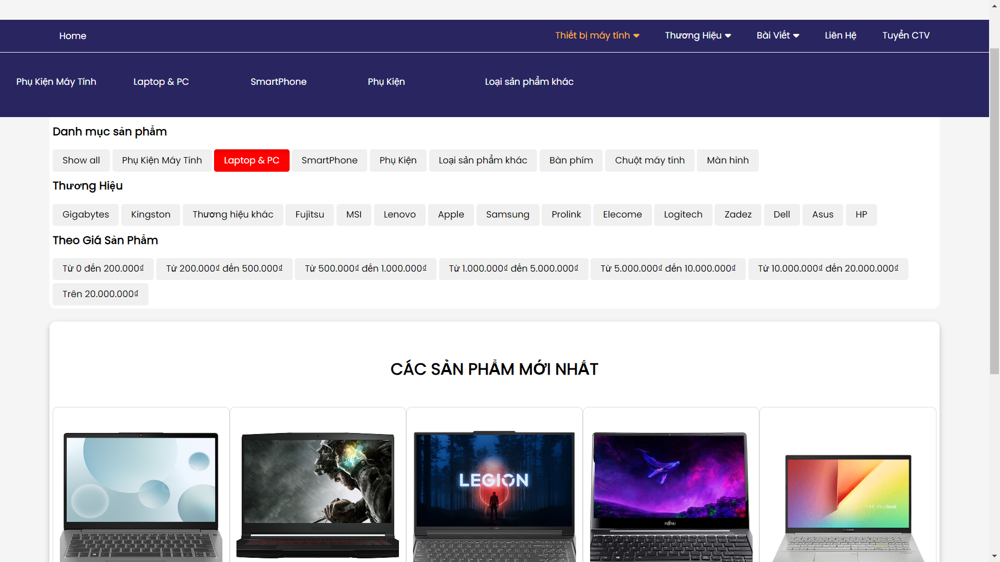 Home Thiết bị máy tính Thương Hiệu Bài Viết Liên Hệ Tuyển CTV
Phụ Kiện Máy Tính Laptop & PC SmartPhone Phụ Kiện Loại sản phẩm khác
Danh mục sản phẩm
Show all Phụ Kiện Máy Tính Laptop & PC SmartPhone Phụ Kiện Loại sản phẩm khác Bàn phím Chuột máy tính Màn hình
Thương Hiệu
Gigabytes Kingston Thương hiệu khác Fujitsu MSI Lenovo Apple Samsung Prolink Elecome Logitech Zadez Dell Asus HP
Theo Giá Sản Phẩm
Từ 0 đến 200.000₫ Từ 200.000₫ đến 500.000₫ Từ 500.000₫ đến 1.000.000₫ Từ 1.000.000₫ đến 5.000.000₫ Từ 5.000.000₫ đến 10.000.000₫ Từ 10.000.000₫ đến 20.000.000₫
Trên 20.000.000₫
CÁC SẢN PHẨM MỚI NHẤT
LEGION
ASUS VivoBook
FUJITSU
msi